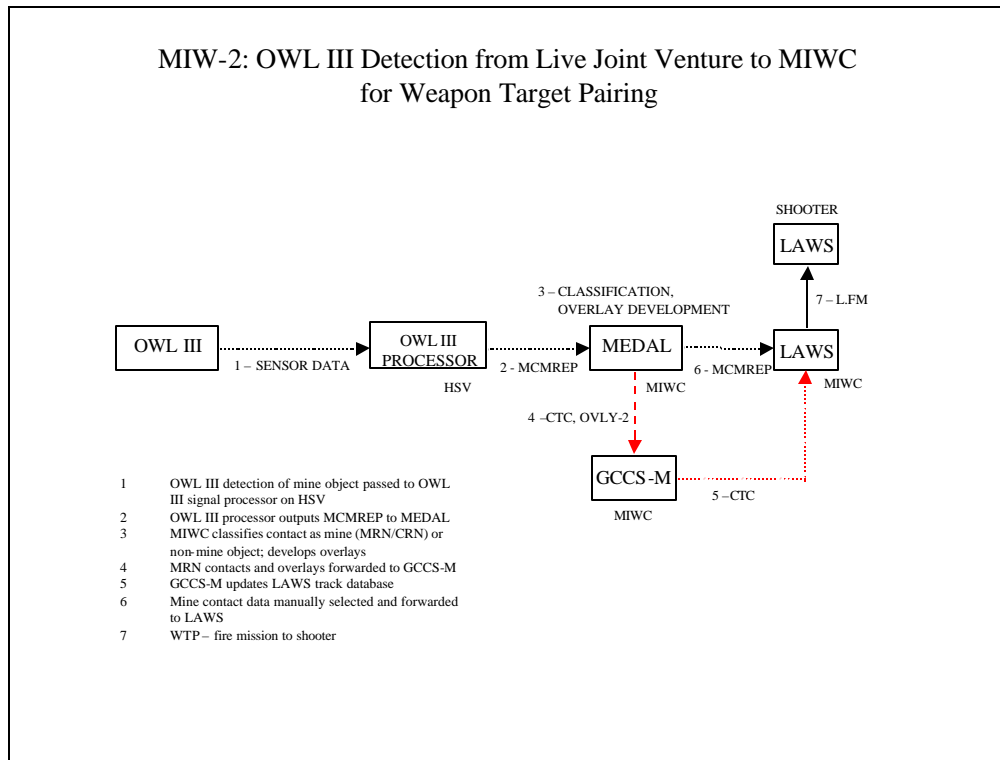 MIW-2: OWL III Detection from Live Joint Venture to MIWC
for Weapon Target Pairing
SHOOTER
LAWS
7 – L.FM
3 – CLASSIFICATION,
OVERLAY DEVELOPMENT
OWL III
1 – SENSOR DATA
OWL III
PROCESSOR
HSV
2 - MCMREP
MEDAL
MIWC
6 - MCMREP
LAWS
MIWC
4 –CTC, OVLY-2
GCCS-M
MIWC
5 –CTC
1 OWL III detection of mine object passed to OWL
III signal processor on HSV
2 OWL III processor outputs MCMREP to MEDAL
3 MIWC classifies contact as mine (MRN/CRN) or
non-mine object; develops overlays
4 MRN contacts and overlays forwarded to GCCS-M
5 GCCS-M updates LAWS track database
6 Mine contact data manually selected and forwarded
to LAWS
7 WTP – fire mission to shooter